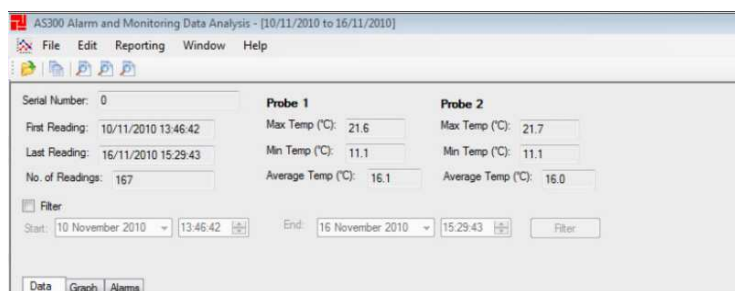 AS300 Alarm and Monitoring Data Analysis - [10/11/2010 to 16/11/2010]
File Edit Reporting Window Help
Serial Number: 0 Probe 1 Probe 2
First Reading: 10/11/2010 13:46:42 Max Temp (°C): 21.6 Max Temp (°C): 21.7
Last Reading: 16/11/2010 15:29:43 Min Temp (°C): 11.1 Min Temp (°C): 11.1
No. of Readings: 167 Average Temp (°C): 16.1 Average Temp (°C): 16.0
Filter
Start: 10 November 2010 13:46:42 End: 16 November 2010 15:29:43 Filter
Data Graph Alarms